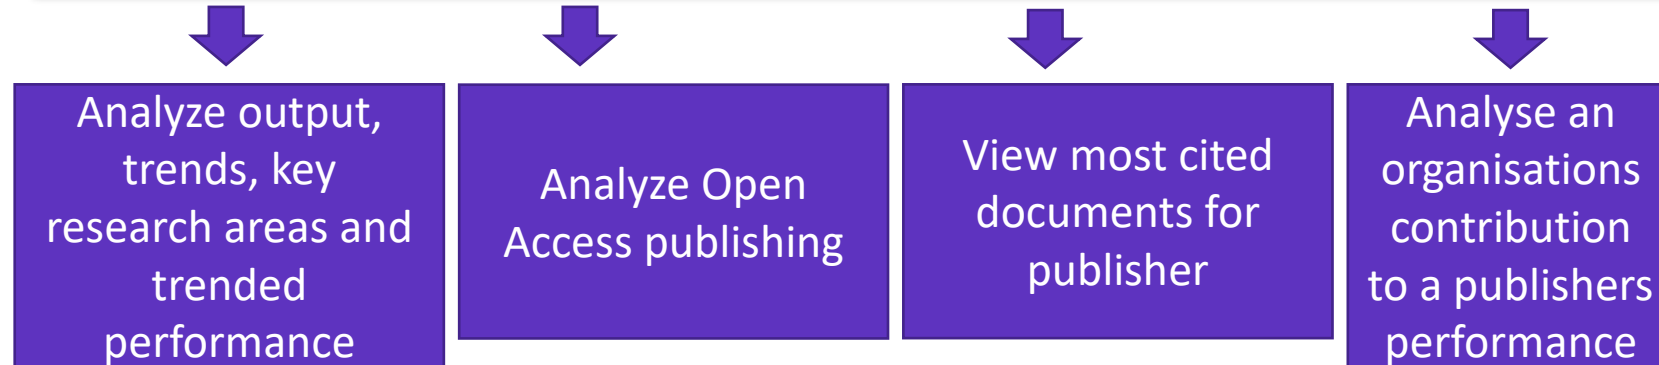 Analyze output,
trends, key
research areas and
trended
performance
Analyze Open
Access publishing
View most cited
documents for
publisher
Analyse an
organisations
contribution
to a publishers
performance